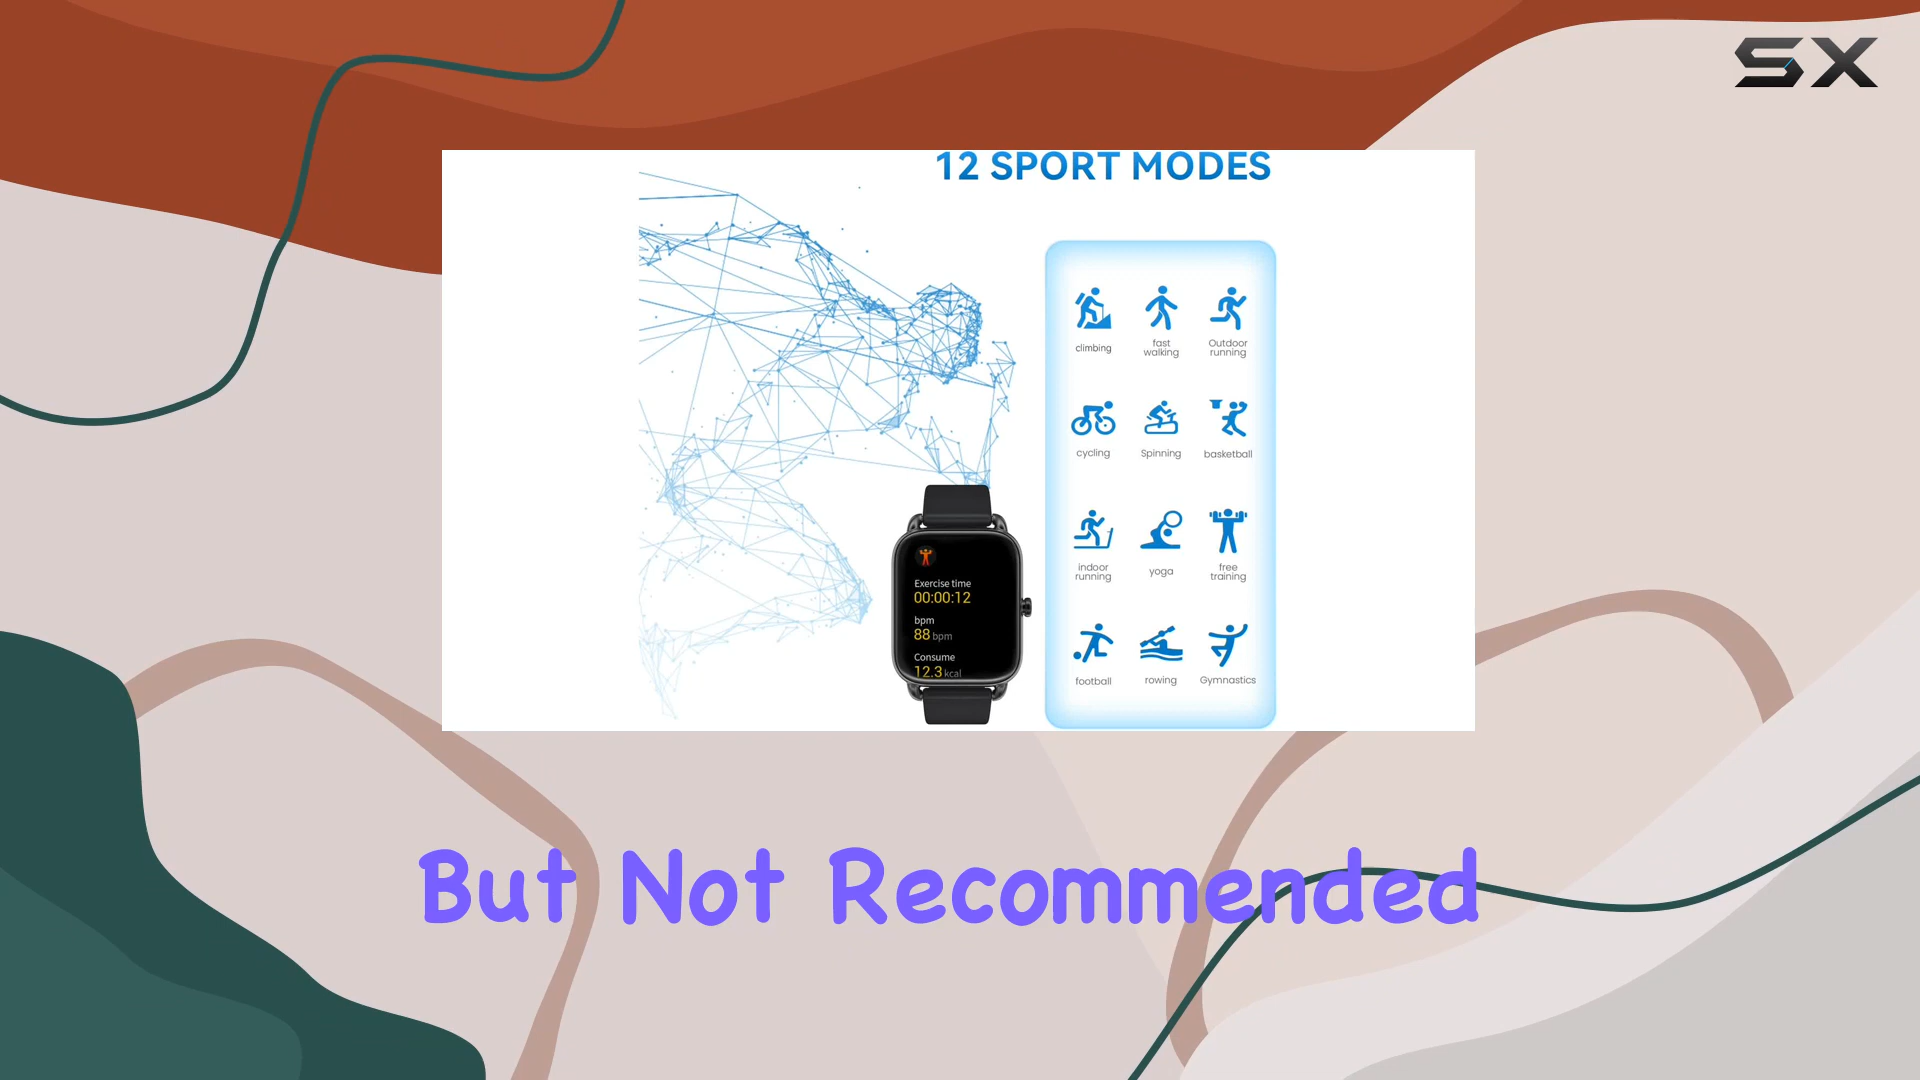 SX
12 SPORT MODES
climbing
fast
walking
Outdoor
running
cycling
Spinning
basketball
indoor
running
yoga
free
training
football
rowing
Gymnastics
Exercise time
00:00:12
bpm
88 bpm
Consume
12.3 kcal
But Not Recommended